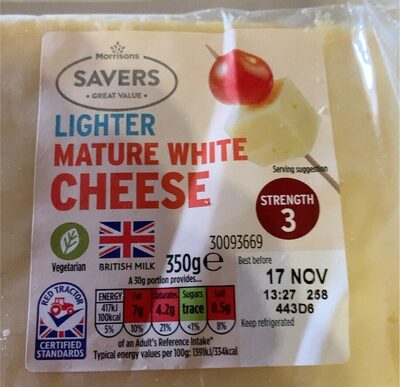 Morrisons
SAVERS
• GREAT VALUE •
LIGHTER
MATURE WHITE
CHEESE
Serving suggestion
STRENGTH
3
Vegetarian
BRITISH MILK
350g℮
30093669
Best before
17 NOV
13:27 258
443D6
Keep refrigerated
RED TRACTOR
CERTIFIED
STANDARDS
A 30g portion provides...
ENERGY Fat Saturates Sugars Salt
417kJ
100kcal 7g 4.2g trace 0.5g
5% 10% 21% <1% 8%
of an Adult's Reference Intake*
Typical energy values per 100g: 1391kJ/334kcal